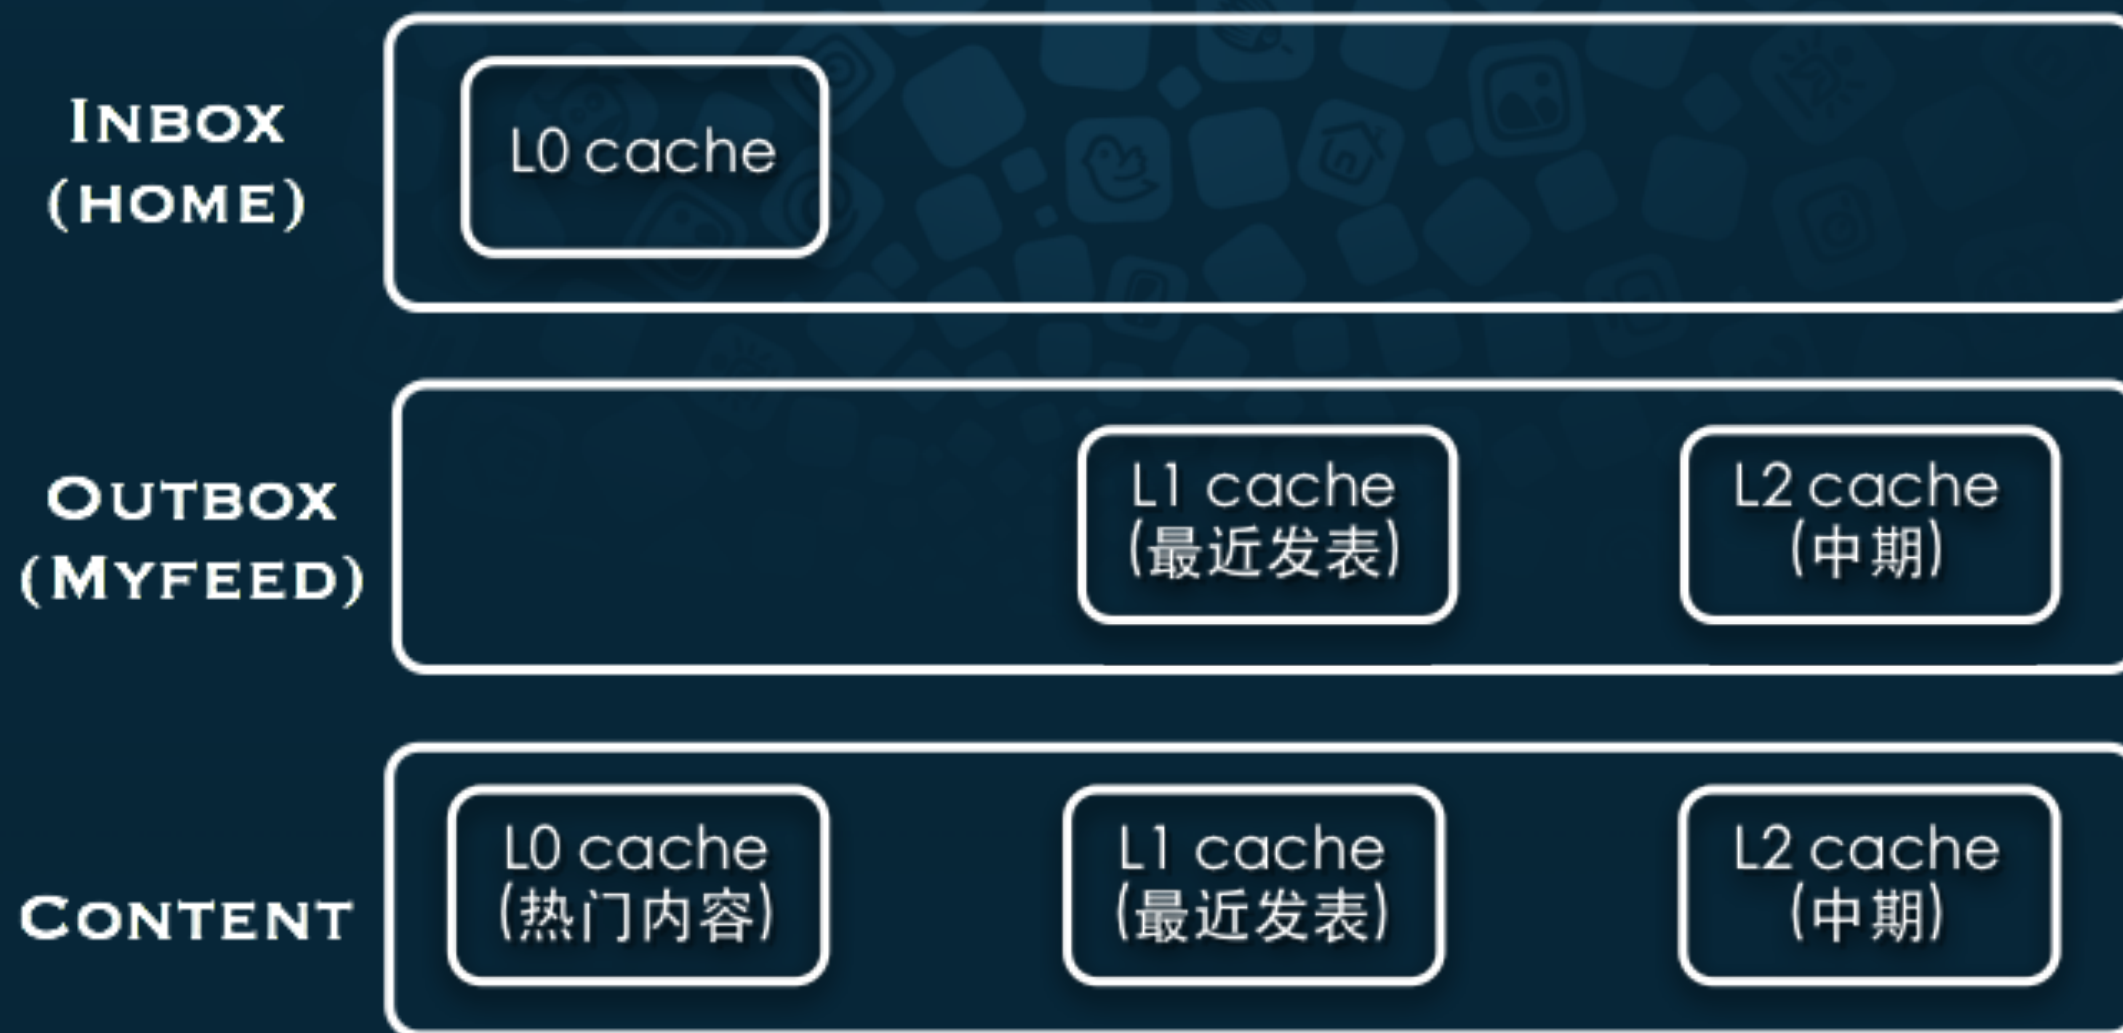 INBOX
(HOME)
L0 cache
OUTBOX
(MYFEED)
L1 cache
(最近发表)
L2 cache
(中期)
CONTENT
L0 cache
(热门内容)
L1 cache
(最近发表)
L2 cache
(中期)